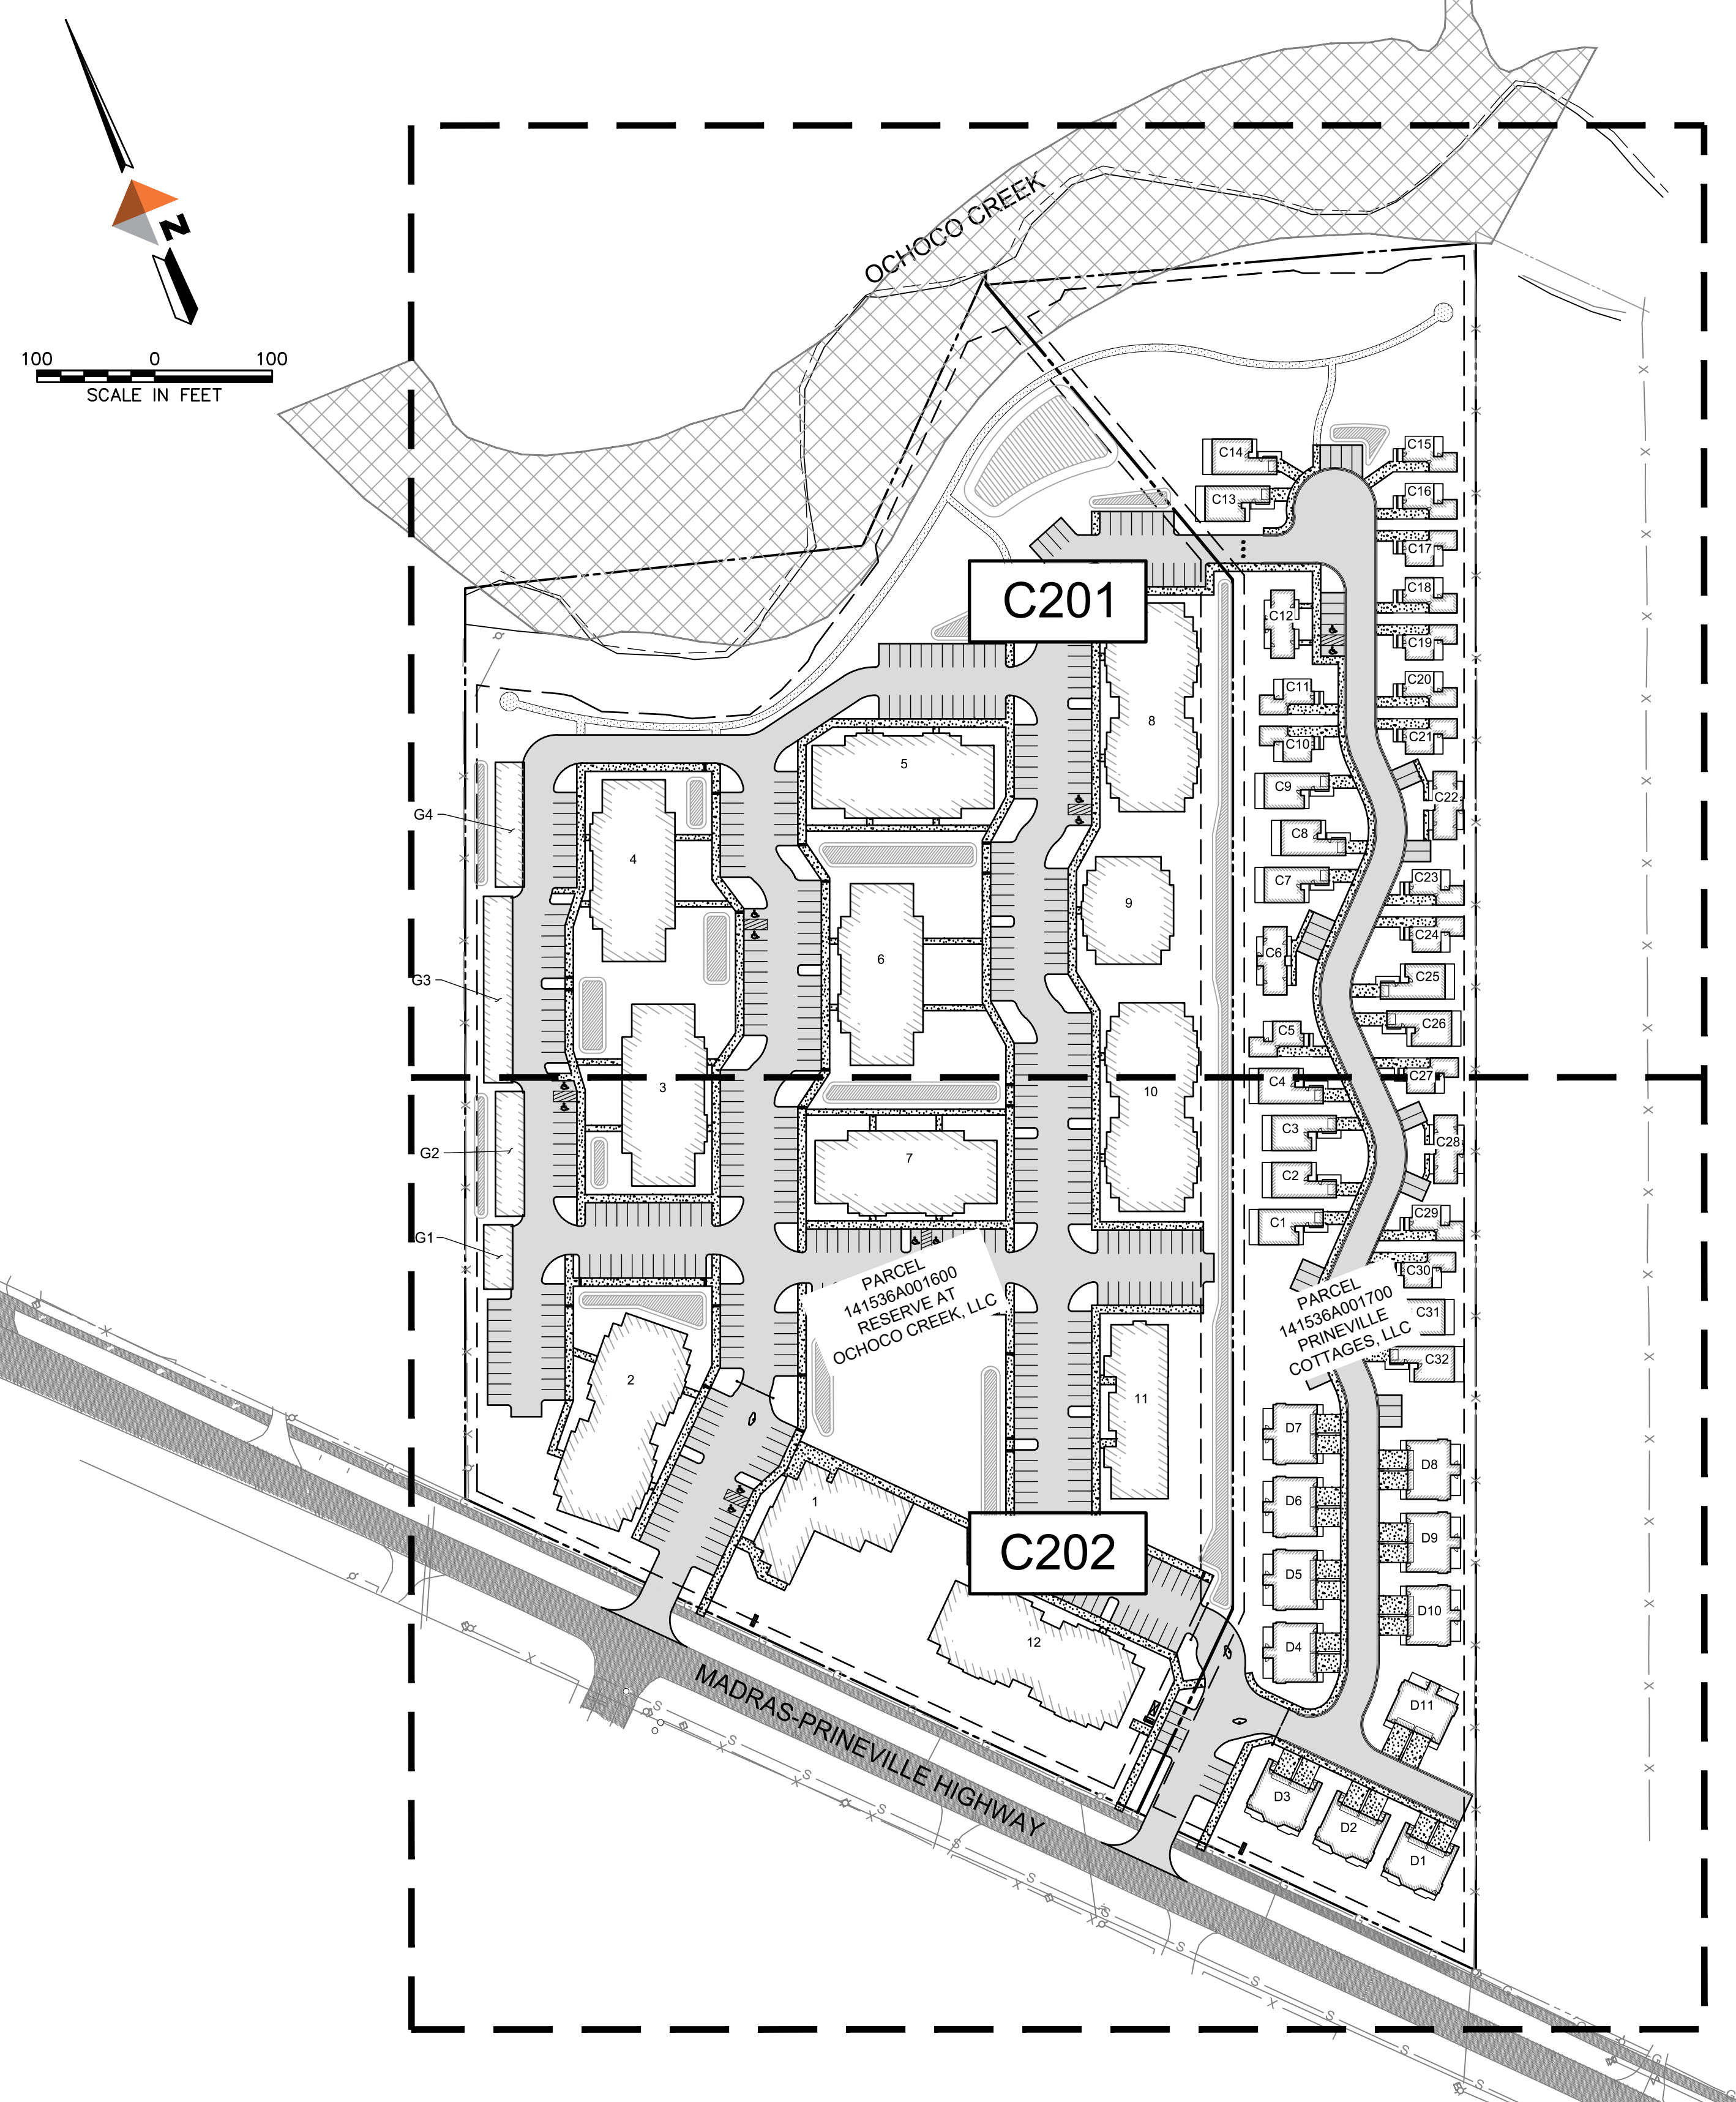 OCHOCO CREEK
N
100 0 100
SCALE IN FEET
C201
C14
C13
C15
C16
C17
C18
C12
C19
C11
C20
C10
C21
C9
C22
C8
C7
C23
C24
C6
C25
C5
C26
C4
C27
C3
C28
C2
C1
C29
C30
C31
C32
8
5
G4
4
9
6
G3
3
10
G2
7
G1
2
11
1
12
PARCEL
141536A001600
RESERVE AT
OCHOCO CREEK, LLC
PARCEL
141536A001700
PRINEVILLE
COTTAGES, LLC
D7
D8
D6
D9
D5
D10
D4
D11
D3
D2
D1
C202
MADRAS-PRINEVILLE HIGHWAY